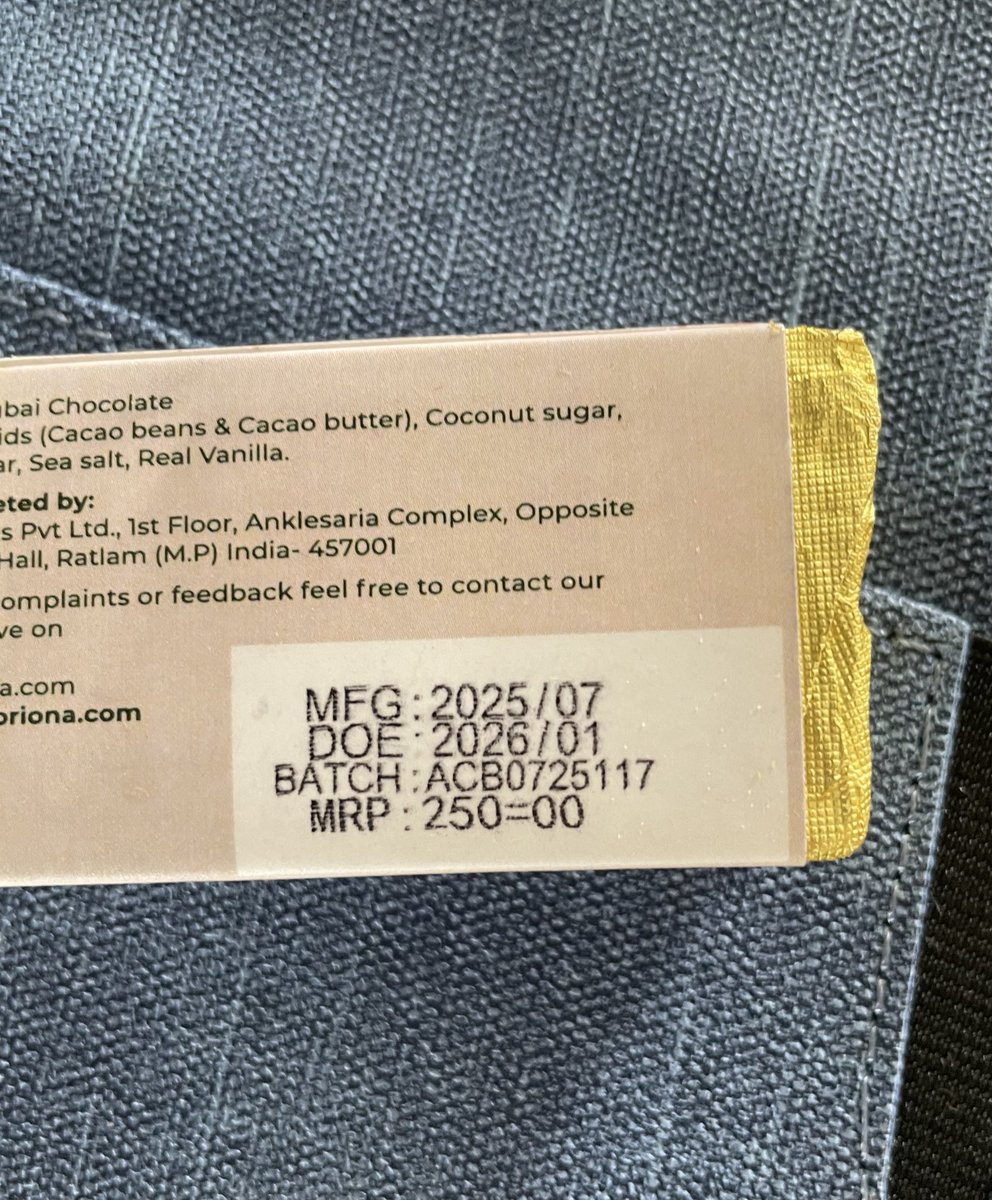 bai Chocolate
ids (Cacao beans & Cacao butter), Coconut sugar,
ar, Sea salt, Real Vanilla.
eted by:
s Pvt Ltd., 1st Floor, Anklesaria Complex, Opposite
Hall, Ratlam (M.P) India- 457001
omplaints or feedback feel free to contact our
ve on
a.com
oriona.com
MFG : 2025/07
DOE : 2026/01
BATCH : ACB0725117
MRP : 250=00